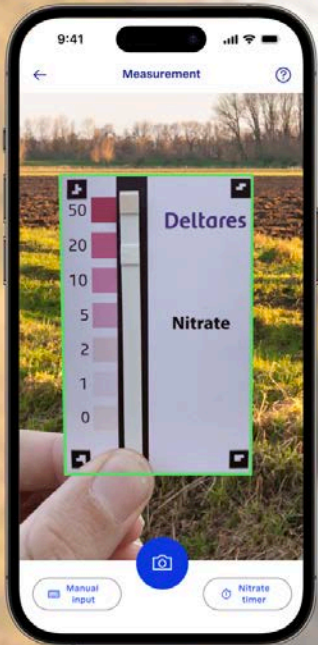 9:41
Measurement
50
Deltares
20
10
Nitrate
5
2
1
0
Manual
input
Nitrate
timer